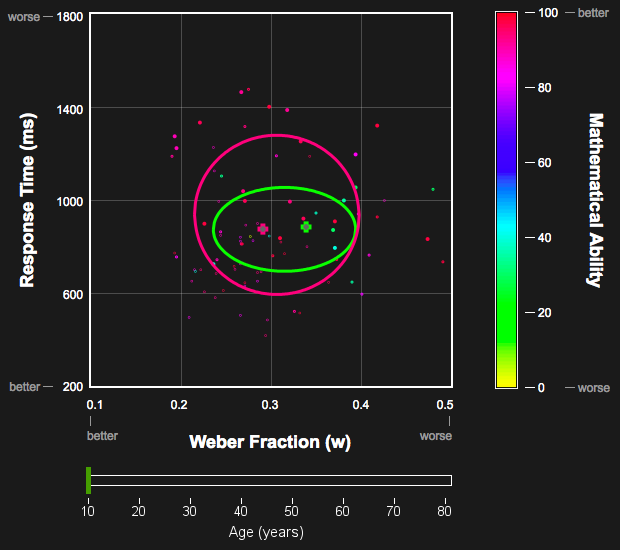 worse
1800
1400
1000
600
better
200
Response Time (ms)
0.1
0.2
0.3
0.4
0.5
better
worse
Weber Fraction (w)
100
better
80
60
40
20
0
worse
Mathematical Ability
10
20
30
40
50
60
70
80
Age (years)